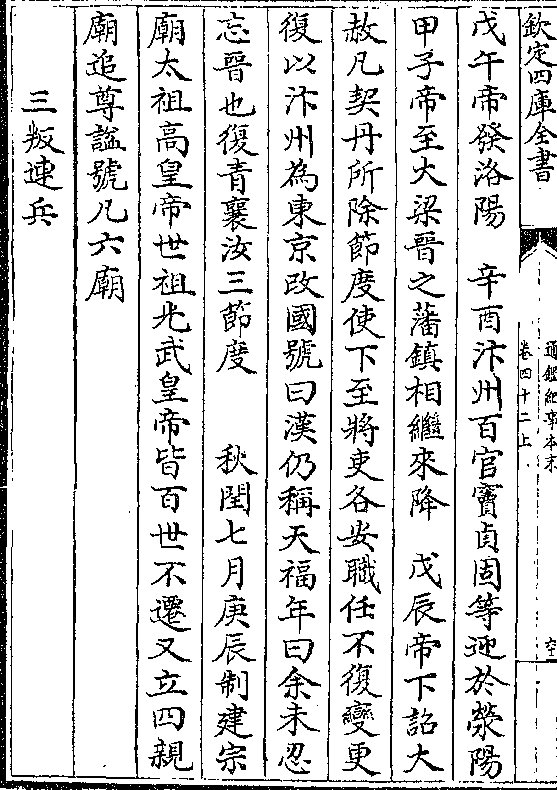 欽定四庫全書
通鑑紀事本末
卷四十二上
戊午帝發洛陽　辛酉汴州百官竇貞固等迎於滎陽
甲子帝至大梁晉之藩鎮相繼來降　戊辰帝下詔大
赦凡契丹所除節度使下至將吏各安職任不復變更
復以汴州為東京改國號曰漢仍稱天福年曰余未忍
忘晉也復青襄汝三節度　秋閏七月庚辰制建宗
廟太祖高皇帝世祖光武皇帝皆百世不遷又立四親
廟追尊諡號凡六廟
三叛連兵